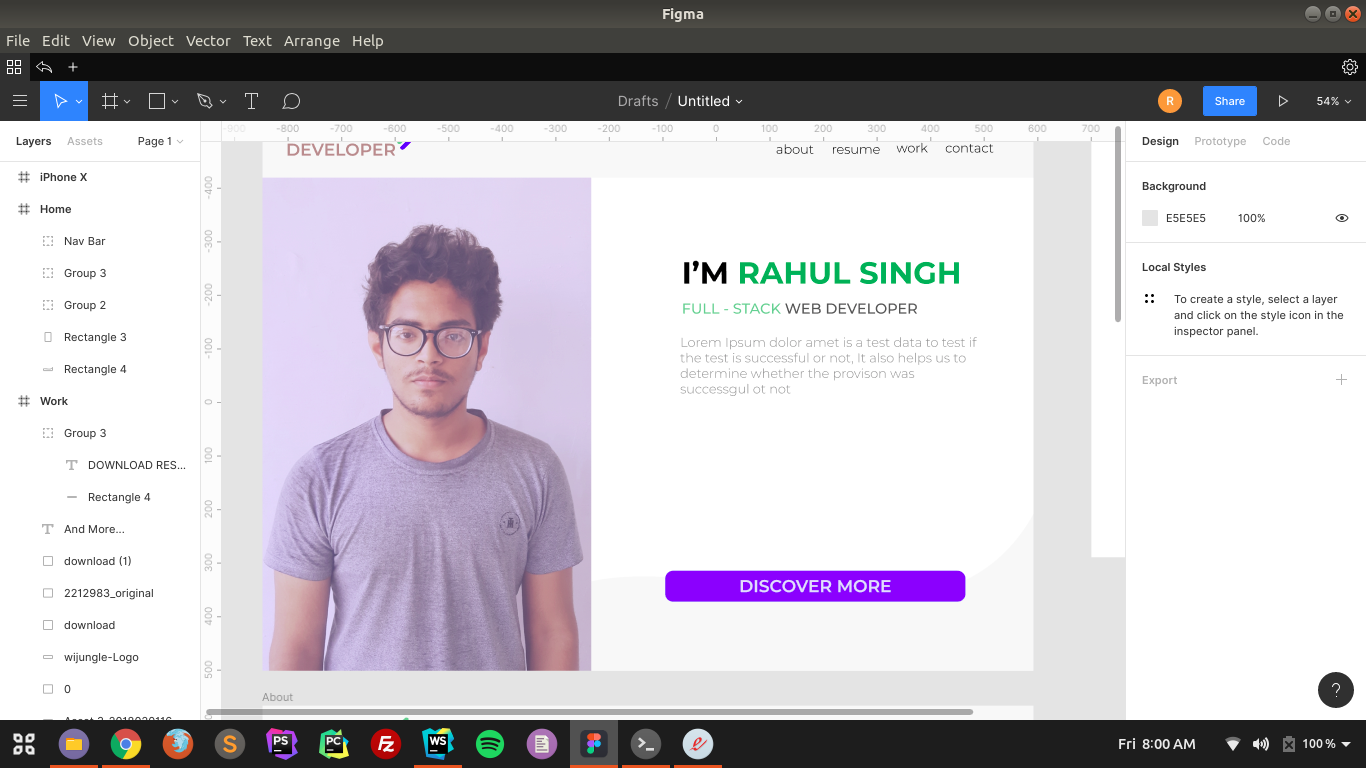 Figma
File Edit View Object Vector Text Arrange Help
Drafts / Untitled
R
Share
54%
Layers Assets Page 1
iPhone X
Home
Nav Bar
Group 3
Group 2
Rectangle 3
Rectangle 4
Work
Group 3
DOWNLOAD RES...
Rectangle 4
And More...
download (1)
2212983_original
download
wijungle-Logo
0
-900 -800 -700 -600 -500 -400 -300 -200 -100 0 100 200 300 400 500 600 700
-400
-300
-200
-100
0
100
200
300
400
500
DEVELOPER
about resume work contact
I'M RAHUL SINGH
FULL - STACK WEB DEVELOPER
Lorem Ipsum dolor amet is a test data to test if
the test is successful or not, It also helps us to
determine whether the provison was
successgul ot not
DISCOVER MORE
About
Design Prototype Code
Background
E5E5E5 100%
Local Styles
To create a style, select a layer
and click on the style icon in the
inspector panel.
Export
?
S
PS
PC
Fz
WS
Fri 8:00 AM
100 %